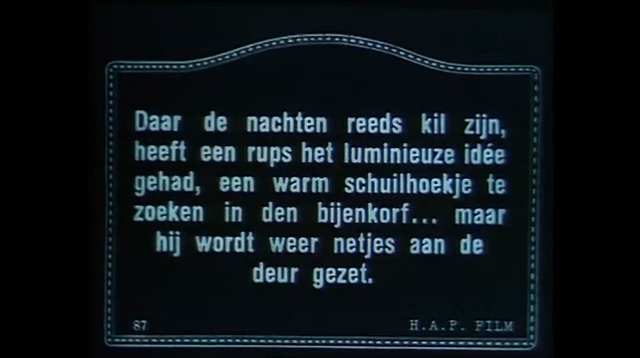 Daar de nachten reeds kil zijn,
heeft een rups het luminieuze idée
gehad, een warm schuilhoekje te
zoeken in den bijenkorf... maar
hij wordt weer netjes aan de
deur gezet.
87 H.A.P. FILM